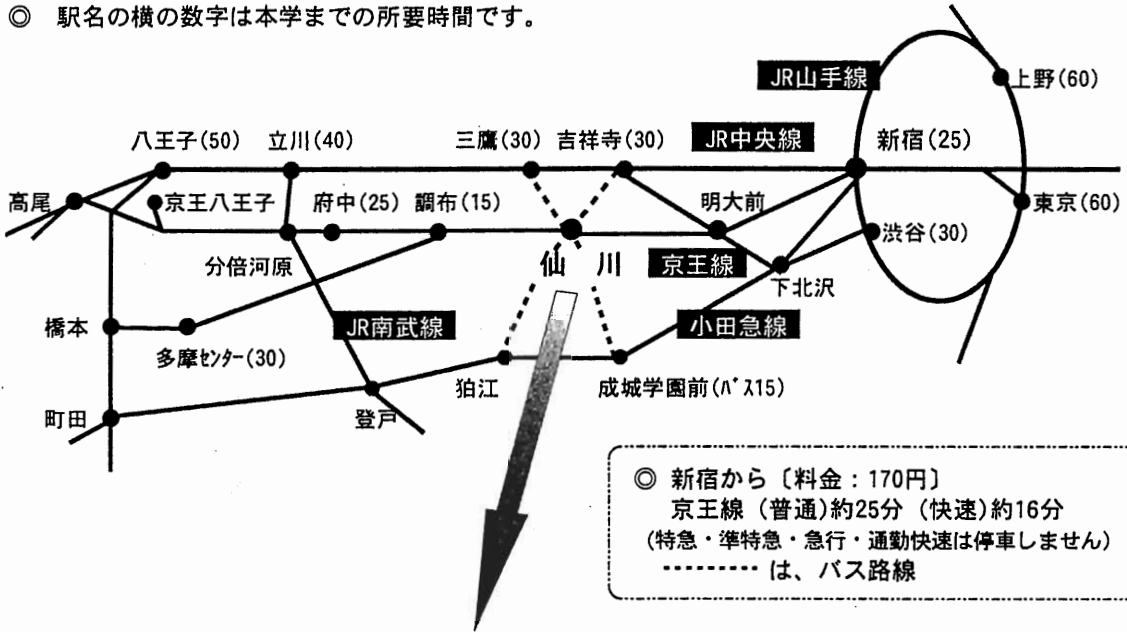 ◎ 駅名の横の数字は本学までの所要時間です。
JR山手線
上野(60)
八王子(50)
立川(40)
三鷹(30)
吉祥寺(30)
JR中央線
新宿(25)
高尾
京王八王子
府中(25)
調布(15)
明大前
東京(60)
渋谷(30)
分倍河原
仙川
京王線
下北沢
橋本
JR南武線
小田急線
多摩ｾﾝﾀｰ(30)
狛江
成城学園前(ﾊﾞｽ15)
町田
登戸
◎ 新宿から〔料金：170円〕
京王線（普通)約25分（快速)約16分
(特急・準特急・急行・通勤快速は停車しません)
は、バス路線